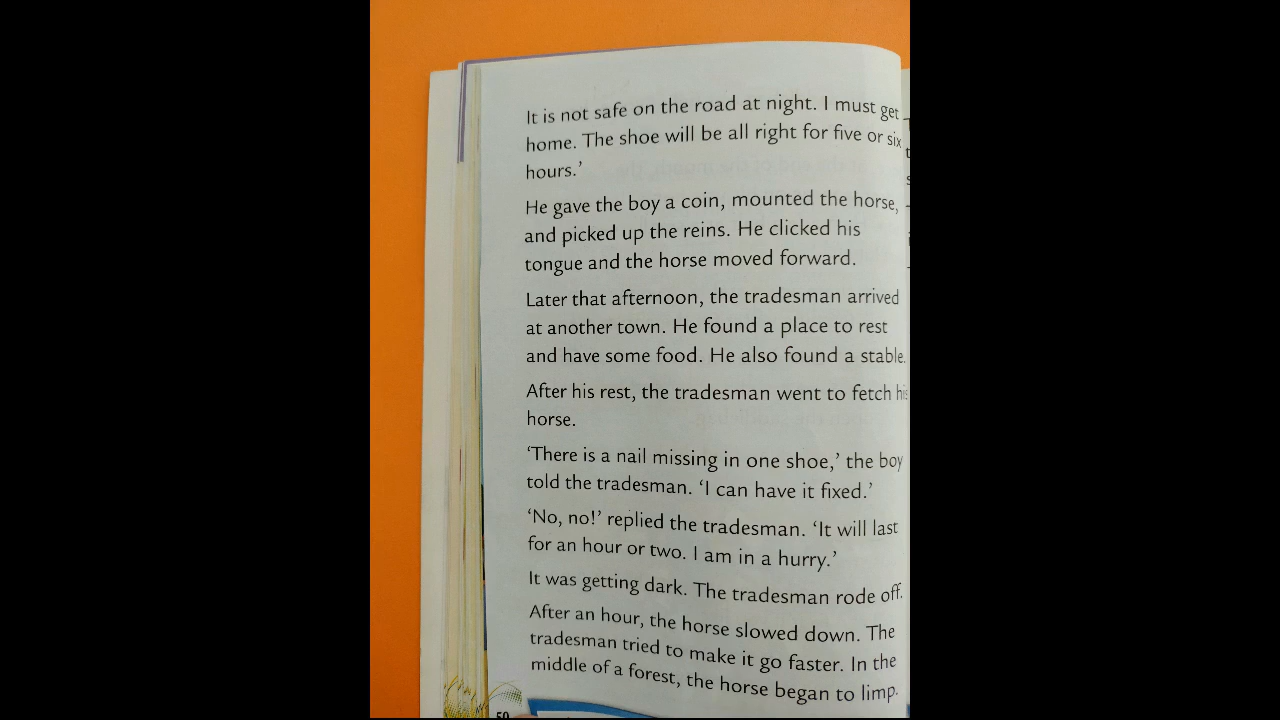 It is not safe on the road at night. I must get
home. The shoe will be all right for five or six
hours.’
He gave the boy a coin, mounted the horse,
and picked up the reins. He clicked his
tongue and the horse moved forward.
Later that afternoon, the tradesman arrived
at another town. He found a place to rest
and have some food. He also found a stable.
After his rest, the tradesman went to fetch his
horse.
‘There is a nail missing in one shoe,’ the boy
told the tradesman. ‘I can have it fixed.’
‘No, no!’ replied the tradesman. ‘It will last
for an hour or two. I am in a hurry.’
It was getting dark. The tradesman rode off.
After an hour, the horse slowed down. The
tradesman tried to make it go faster. In the
middle of a forest, the horse began to limp.
50